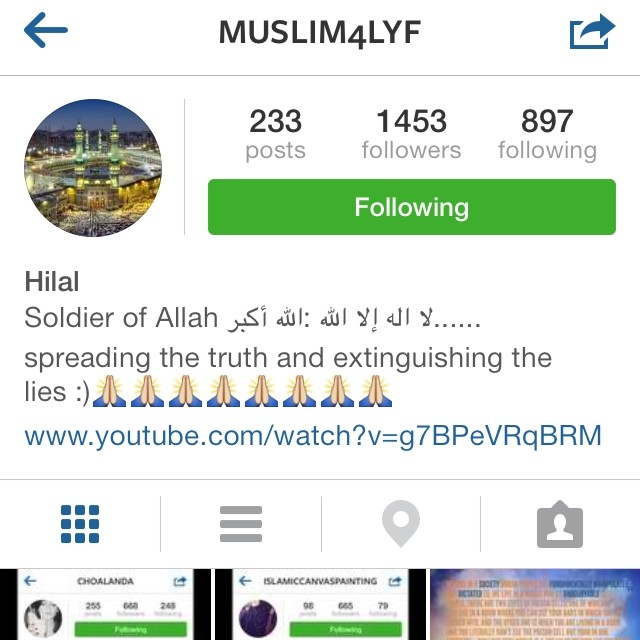 MUSLIM4LYF
233 1453 897
posts followers following
Following
Hilal
Soldier of Allah لا اله إلا الله :الله أكبر......
spreading the truth and extinguishing the
lies :)🙏🙏🙏🙏🙏🙏🙏🙏
www.youtube.com/watch?v=g7BPeVRqBRM
CHOALANDA
255 668 248
posts followers following
Following
ISLAMICCANVASPAINTING
98 665 79
posts followers following
Following